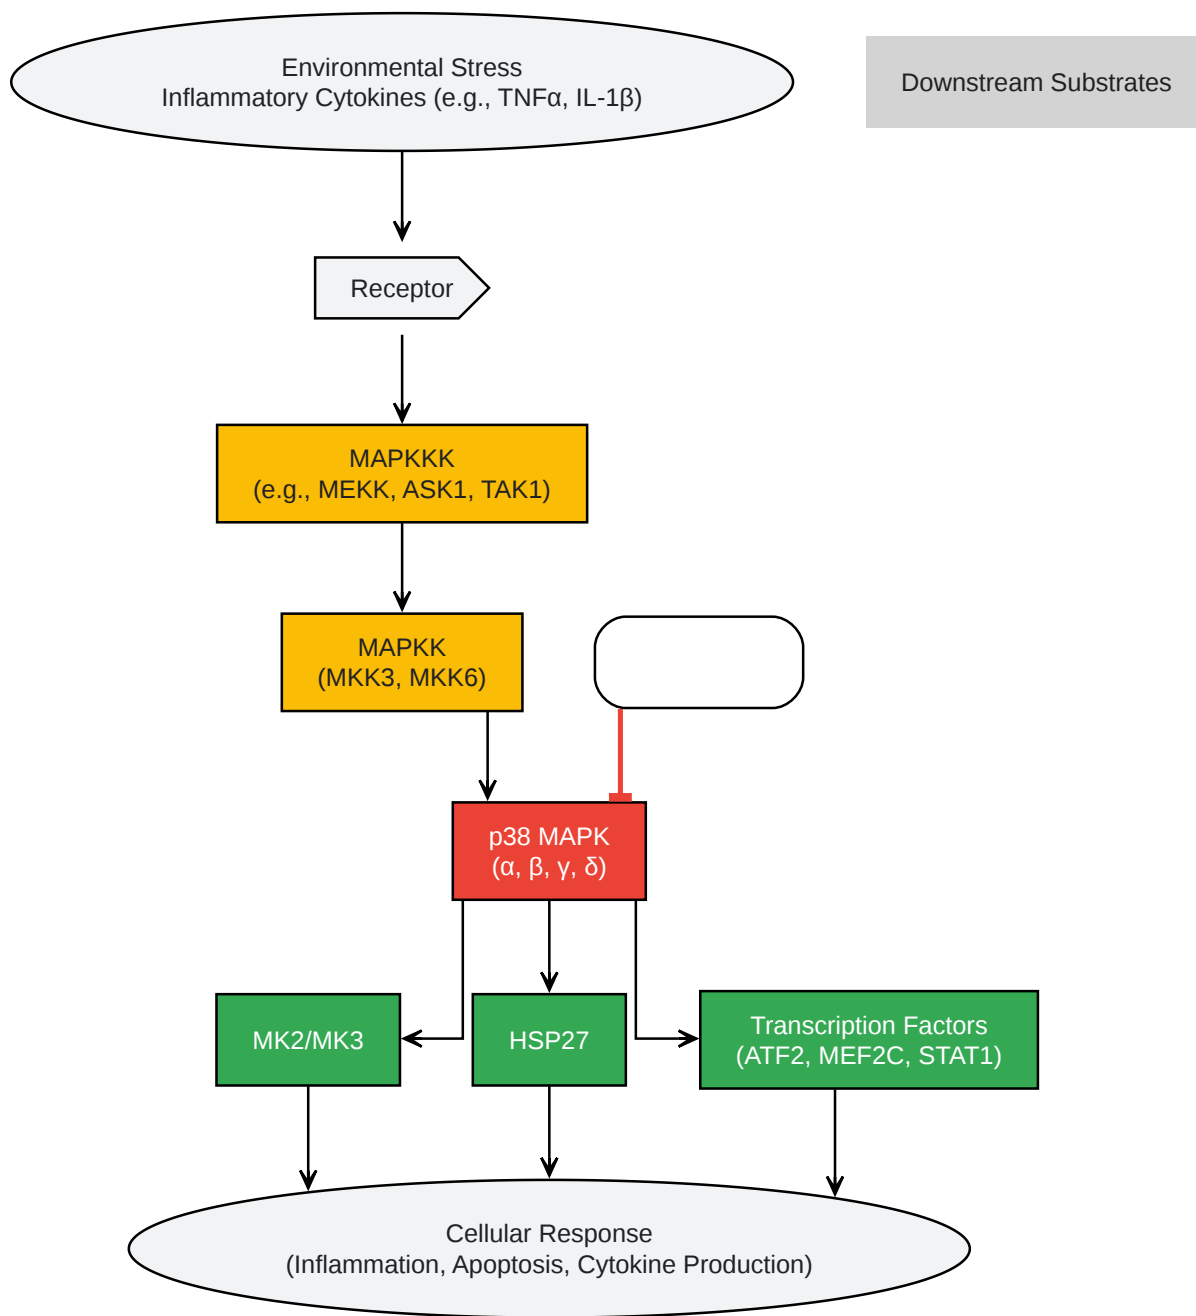 Environmental Stress
Inflammatory Cytokines (e.g., TNFα, IL-1β)
Downstream Substrates
Receptor
MAPKKK
(e.g., MEKK, ASK1, TAK1)
MAPKK
(MKK3, MKK6)
p38 MAPK
(α, β, γ, δ)
MK2/MK3
HSP27
Transcription Factors
(ATF2, MEF2C, STAT1)
Cellular Response
(Inflammation, Apoptosis, Cytokine Production)